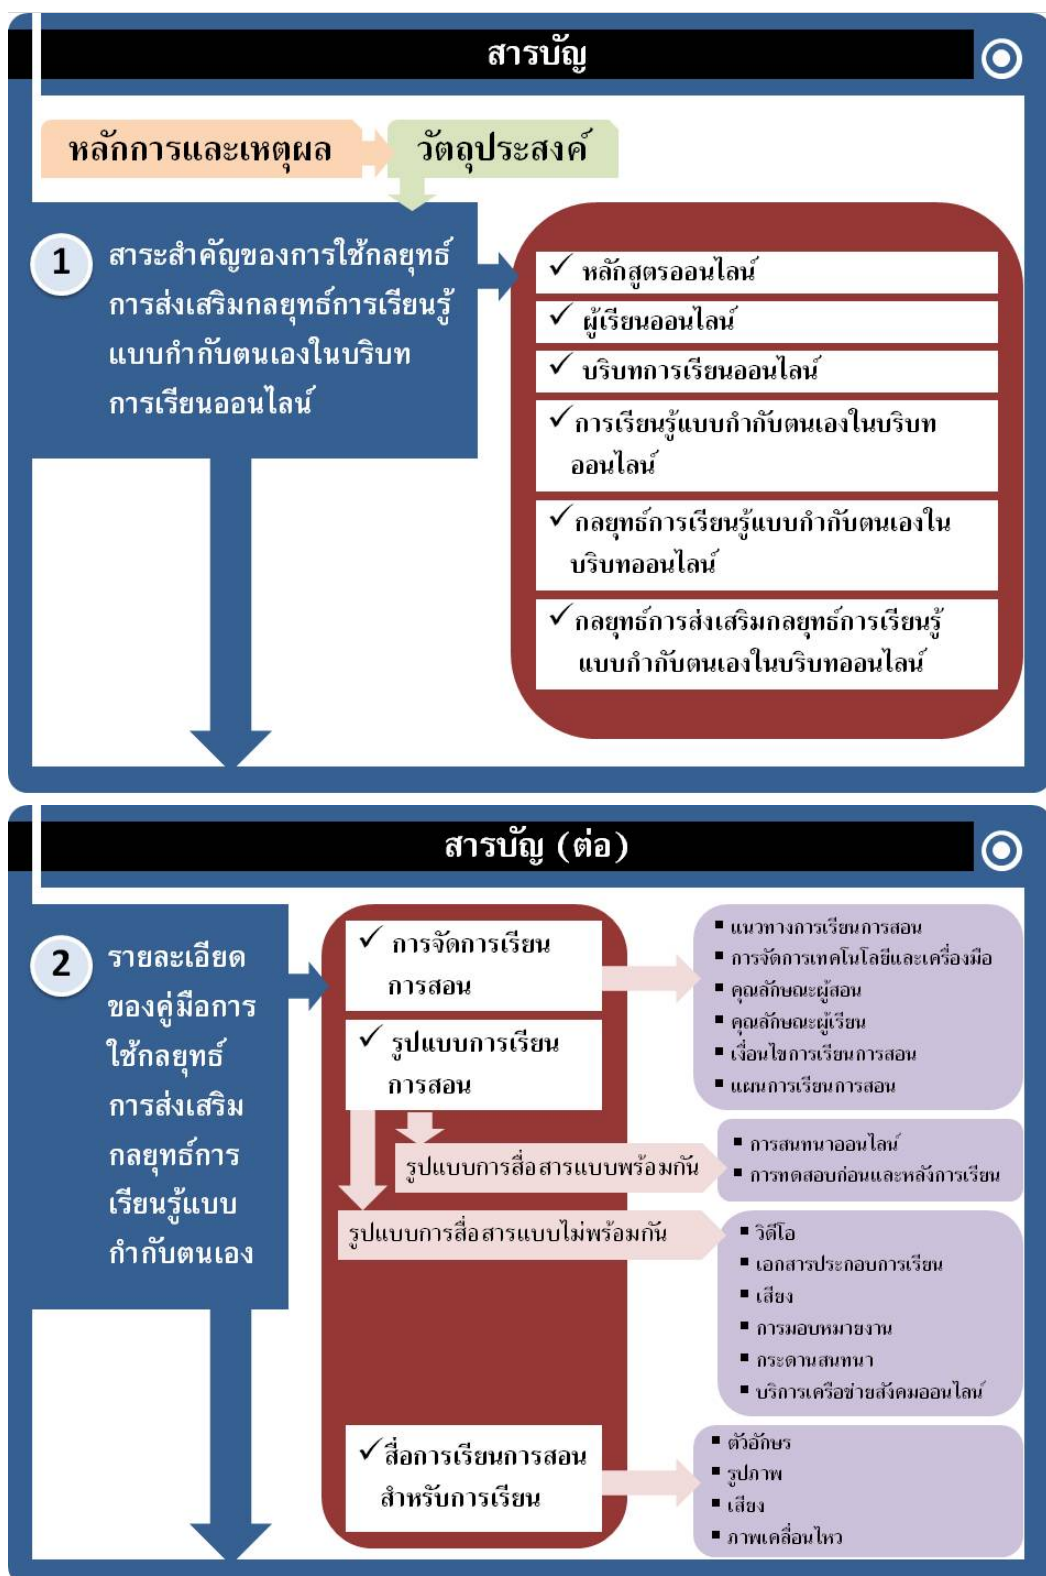 สารบัญ
หลักการและเหตุผล
วัตถุประสงค์
1
สาระสำคัญของการใช้กลยุทธ์
การส่งเสริมกลยุทธ์การเรียนรู้
แบบกำกับตนเองในบริบท
การเรียนออนไลน์
✓ หลักสูตรออนไลน์
✓ ผู้เรียนออนไลน์
✓ บริบทการเรียนออนไลน์
✓ การเรียนรู้แบบกำกับตนเองในบริบท
ออนไลน์
✓ กลยุทธ์การเรียนรู้แบบกำกับตนเองใน
บริบทออนไลน์
✓ กลยุทธ์การส่งเสริมกลยุทธ์การเรียนรู้
แบบกำกับตนเองในบริบทออนไลน์
สารบัญ (ต่อ)
2
รายละเอียด
ของคู่มือการ
ใช้กลยุทธ์
การส่งเสริม
กลยุทธ์การ
เรียนรู้แบบ
กำกับตนเอง
✓ การจัดการเรียน
การสอน
▪ แนวทางการเรียนการสอน
▪ การจัดการเทคโนโลยีและเครื่องมือ
▪ คุณลักษณะผู้สอน
▪ คุณลักษณะผู้เรียน
▪ เงื่อนไขการเรียนการสอน
▪ แผนการเรียนการสอน
✓ รูปแบบการเรียน
การสอน
รูปแบบการสื่อสารแบบพร้อมกัน
▪ การสนทนาออนไลน์
▪ การทดสอบก่อนและหลังการเรียน
รูปแบบการสื่อสารแบบไม่พร้อมกัน
▪ วิดีโอ
▪ เอกสารประกอบการเรียน
▪ เสียง
▪ การมอบหมายงาน
▪ กระดานสนทนา
▪ บริการเครือข่ายสังคมออนไลน์
✓ สื่อการเรียนการสอน
สำหรับการเรียน
▪ ตัวอักษร
▪ รูปภาพ
▪ เสียง
▪ ภาพเคลื่อนไหว